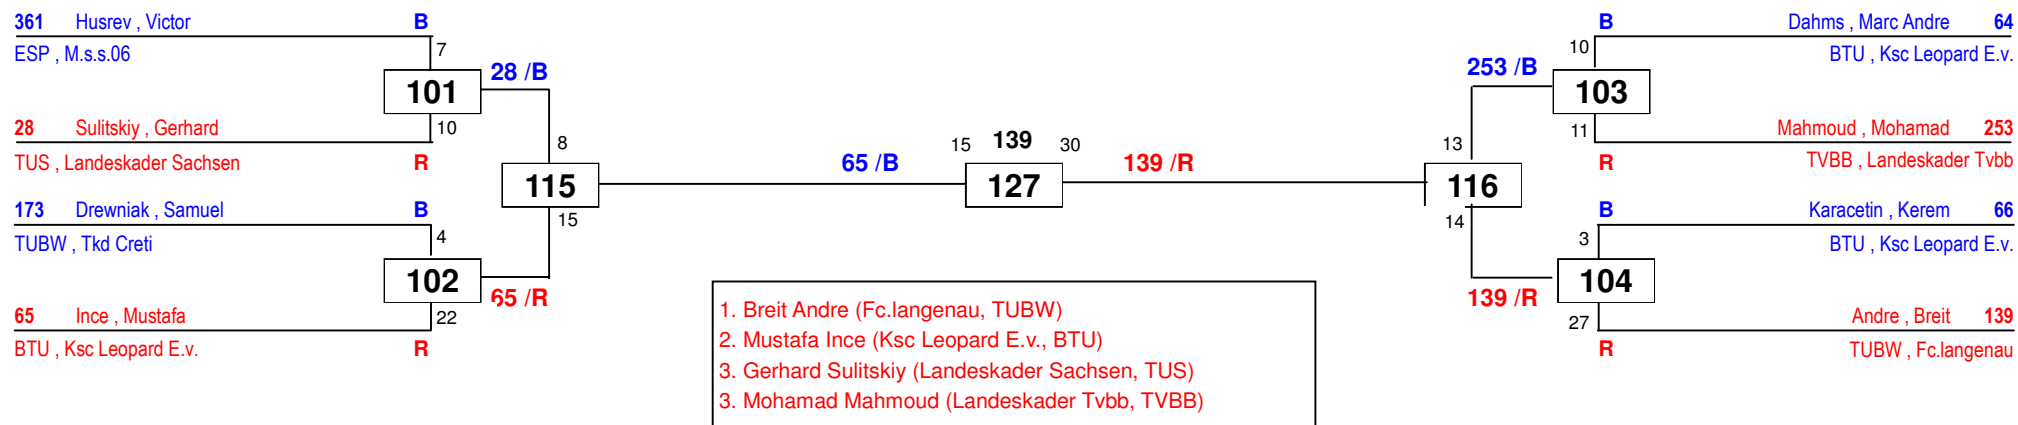 361 Husrev , Victor B
7
ESP , M.s.s.06
28 /B
101
10
28 Sulitskiy , Gerhard
TUS , Landeskader Sachsen R
8
115
15
173 Drewniak , Samuel B
4
TUBW , Tkd Creti
102
65 /R
22
65 Ince , Mustafa
BTU , Ksc Leopard E.v. R
65 /B
15 139 30
127
139 /R
B Dahms , Marc Andre 64
10
BTU , Ksc Leopard E.v.
253 /B
103
11
Mahmoud , Mohamad 253
R TVBB , Landeskader Tvbb
13
116
14
B Karacetin , Kerem 66
3
BTU , Ksc Leopard E.v.
104
139 /R
27
Andre , Breit 139
R TUBW , Fc.langenau
1. Breit Andre (Fc.langenau, TUBW)
2. Mustafa Ince (Ksc Leopard E.v., BTU)
3. Gerhard Sulitskiy (Landeskader Sachsen, TUS)
3. Mohamad Mahmoud (Landeskader Tvbb, TVBB)